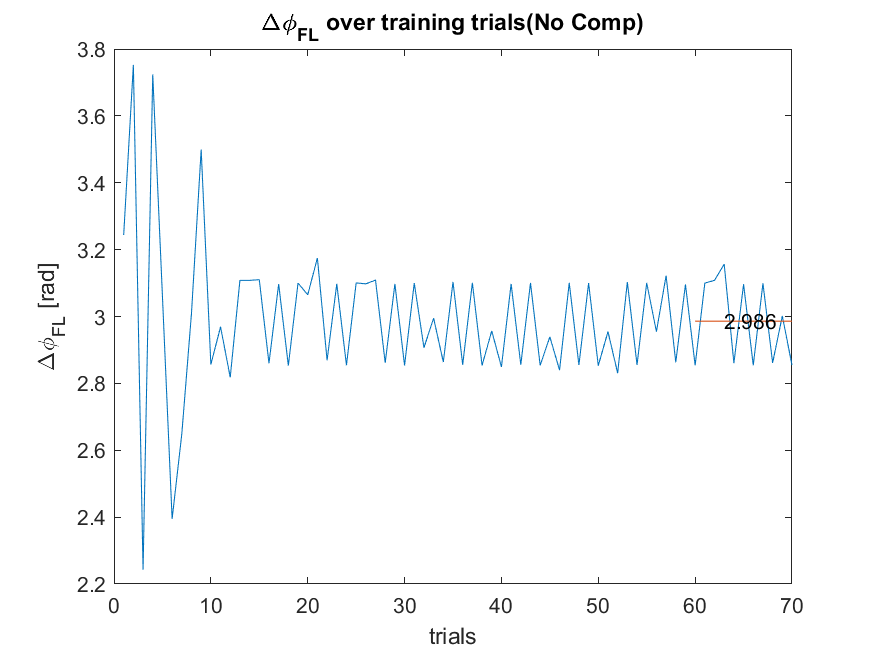 Δϕ_FL over training trials(No Comp)
3.8
3.6
3.4
3.2
3
2.8
2.6
2.4
2.2
Δϕ_FL [rad]
2.986
0 10 20 30 40 50 60 70
trials